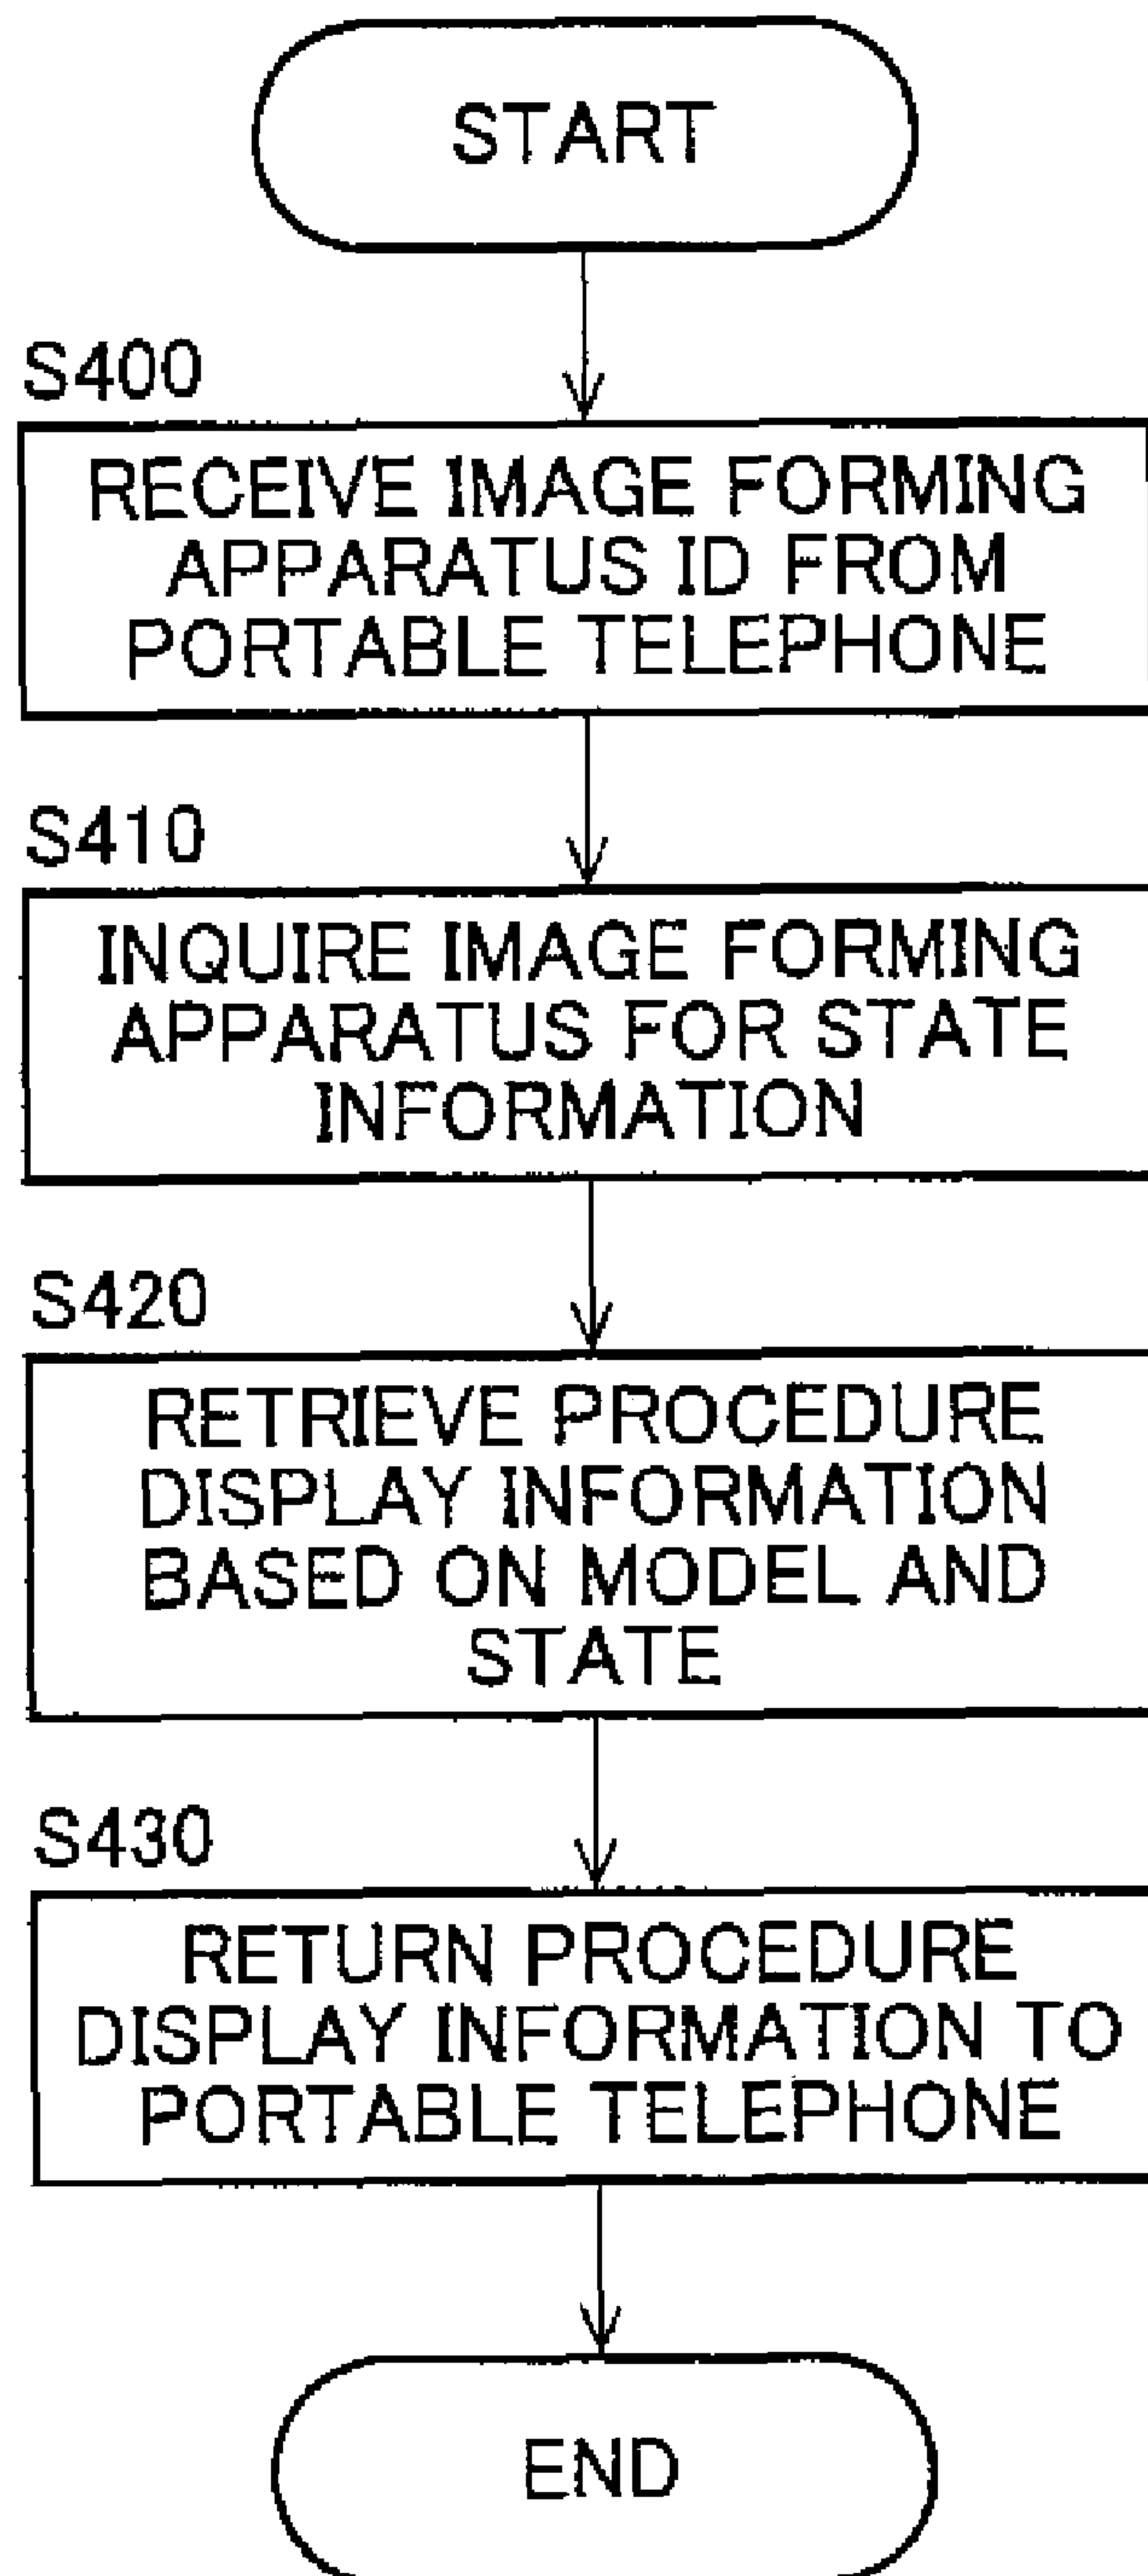 START
S400
RECEIVE IMAGE FORMING
APPARATUS ID FROM
PORTABLE TELEPHONE
S410
INQUIRE IMAGE FORMING
APPARATUS FOR STATE
INFORMATION
S420
RETRIEVE PROCEDURE
DISPLAY INFORMATION
BASED ON MODEL AND
STATE
S430
RETURN PROCEDURE
DISPLAY INFORMATION TO
PORTABLE TELEPHONE
END